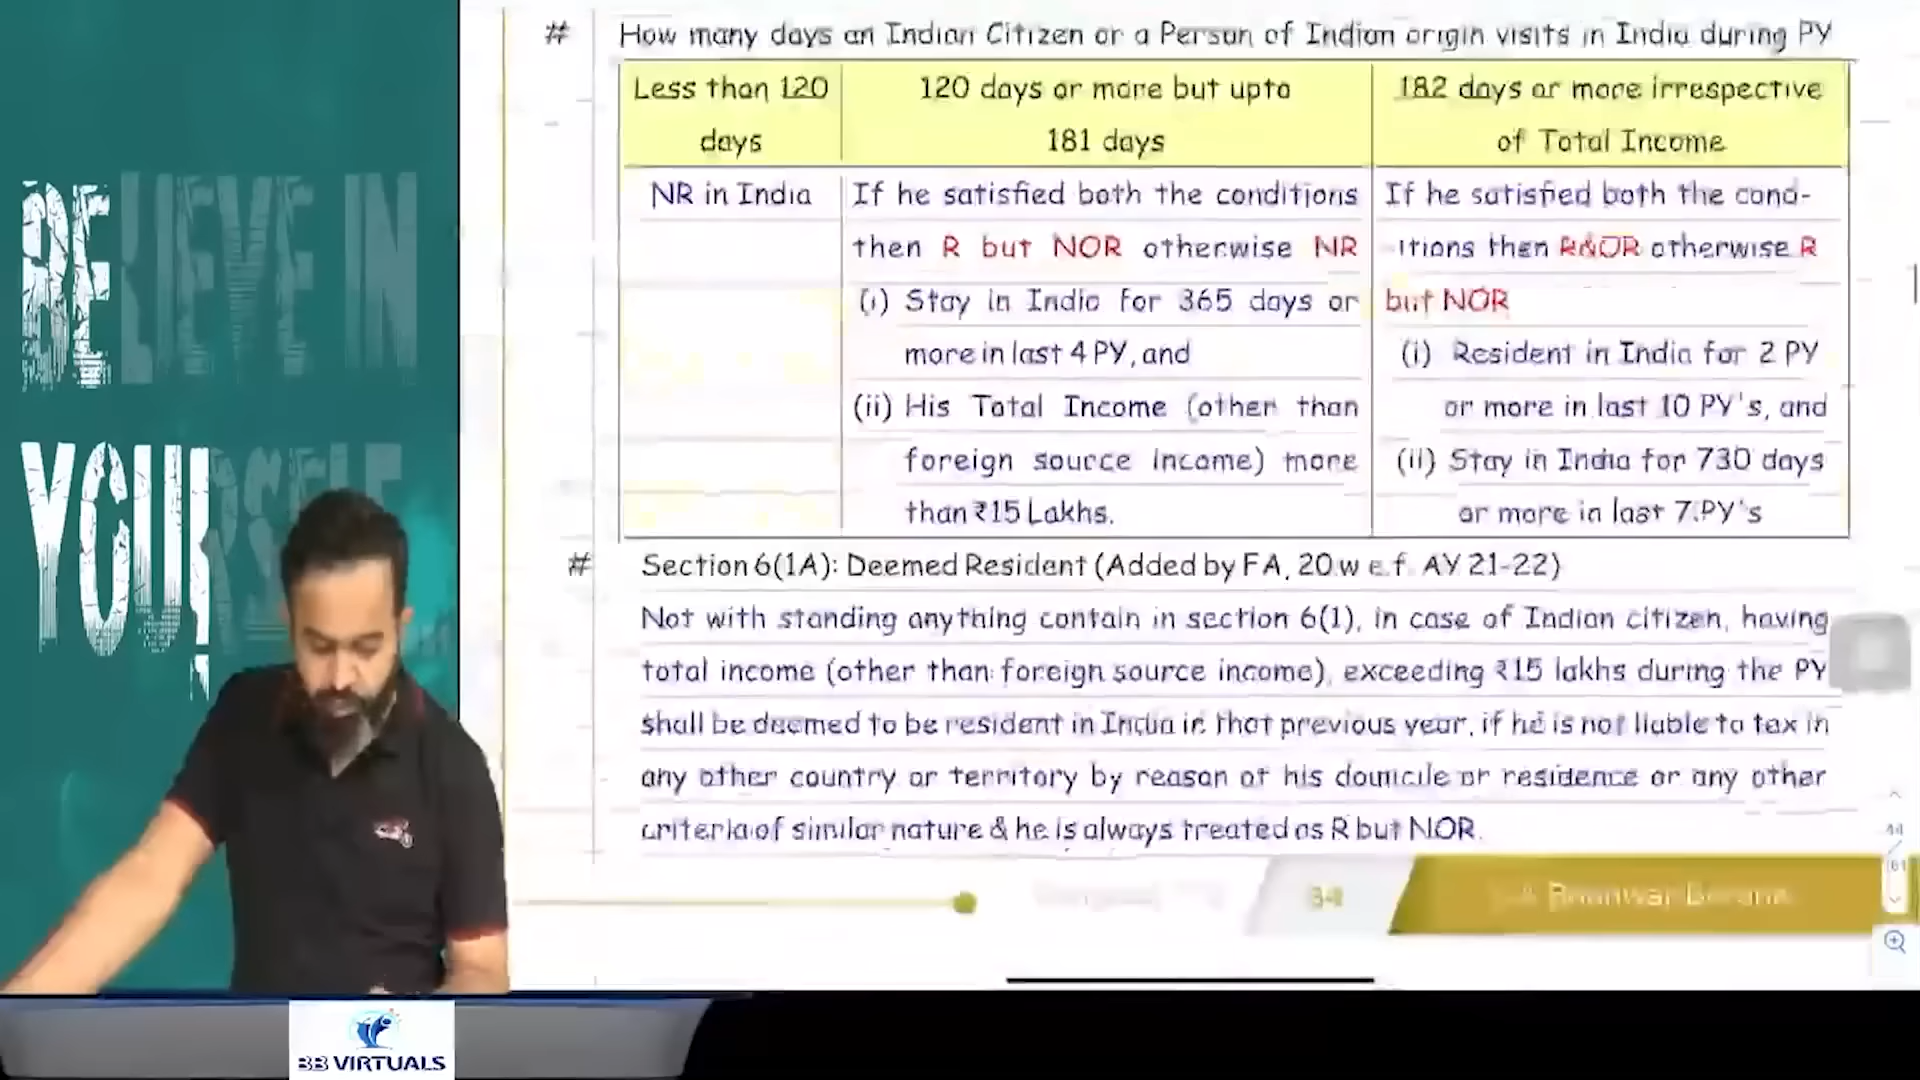 BELIEVE IN
YOURSELF
# How many days an Indian Citizen or a Person of Indian origin visits in India during PY
Less than 120 days
120 days or more but upto 181 days
182 days or more irrespective of Total Income
NR in India
If he satisfied both the conditions
then R but NOR otherwise NR
(i) Stay in India for 365 days or
more in last 4 PY, and
(ii) His Total Income (other than
foreign source income) more
than ₹15 Lakhs.
If he satisfied both the cond-
itions then R&OR otherwise R
but NOR
(i) Resident in India for 2 PY
or more in last 10 PY's, and
(ii) Stay in India for 730 days
or more in last 7 PY's
# Section 6(1A): Deemed Resident (Added by FA, 20 w.e.f. AY 21-22)
Not with standing anything contain in section 6(1), in case of Indian citizen, having
total income (other than foreign source income), exceeding ₹15 lakhs during the PY
shall be deemed to be resident in India in that previous year, if he is not liable to tax in
any other country or territory by reason of his domicile or residence or any other
criteria of similar nature & he is always treated as R but NOR.
34
44
/
161
BB VIRTUALS